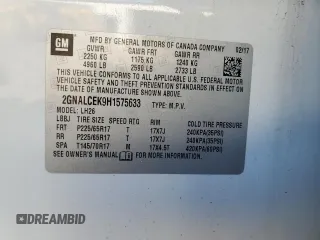 GM
MFD BY GENERAL MOTORS OF CANADA COMPANY 02/17
GVWR GAWR FRT GAWR RR
2250 KG 1175 KG 1240 KG
4960 LB 2590 LB 2733 LB
THIS VEHICLE CONFORMS TO ALL APPLICABLE U.S. FEDERAL
MOTOR VEHICLE SAFETY, BUMPER, AND
THEFT PREVENTION STANDARDS IN EFFECT ON THE DATE OF
MANUFACTURE SHOWN ABOVE.
2GNALCEK9H1575633 TYPE: M.P.V.
MODEL: LH26
LBBJ TIRE SIZE SPEED RTG RIM COLD TIRE PRESSURE
FRT P225/65R17 T 17X7J 240KPA(35PSI)
RR P225/65R17 T 17X7J 240KPA(35PSI)
SPA T145/70R17 M 17X4.5T 420KPA(60PSI)
SEE OWNER'S MANUAL
© DREAMBID